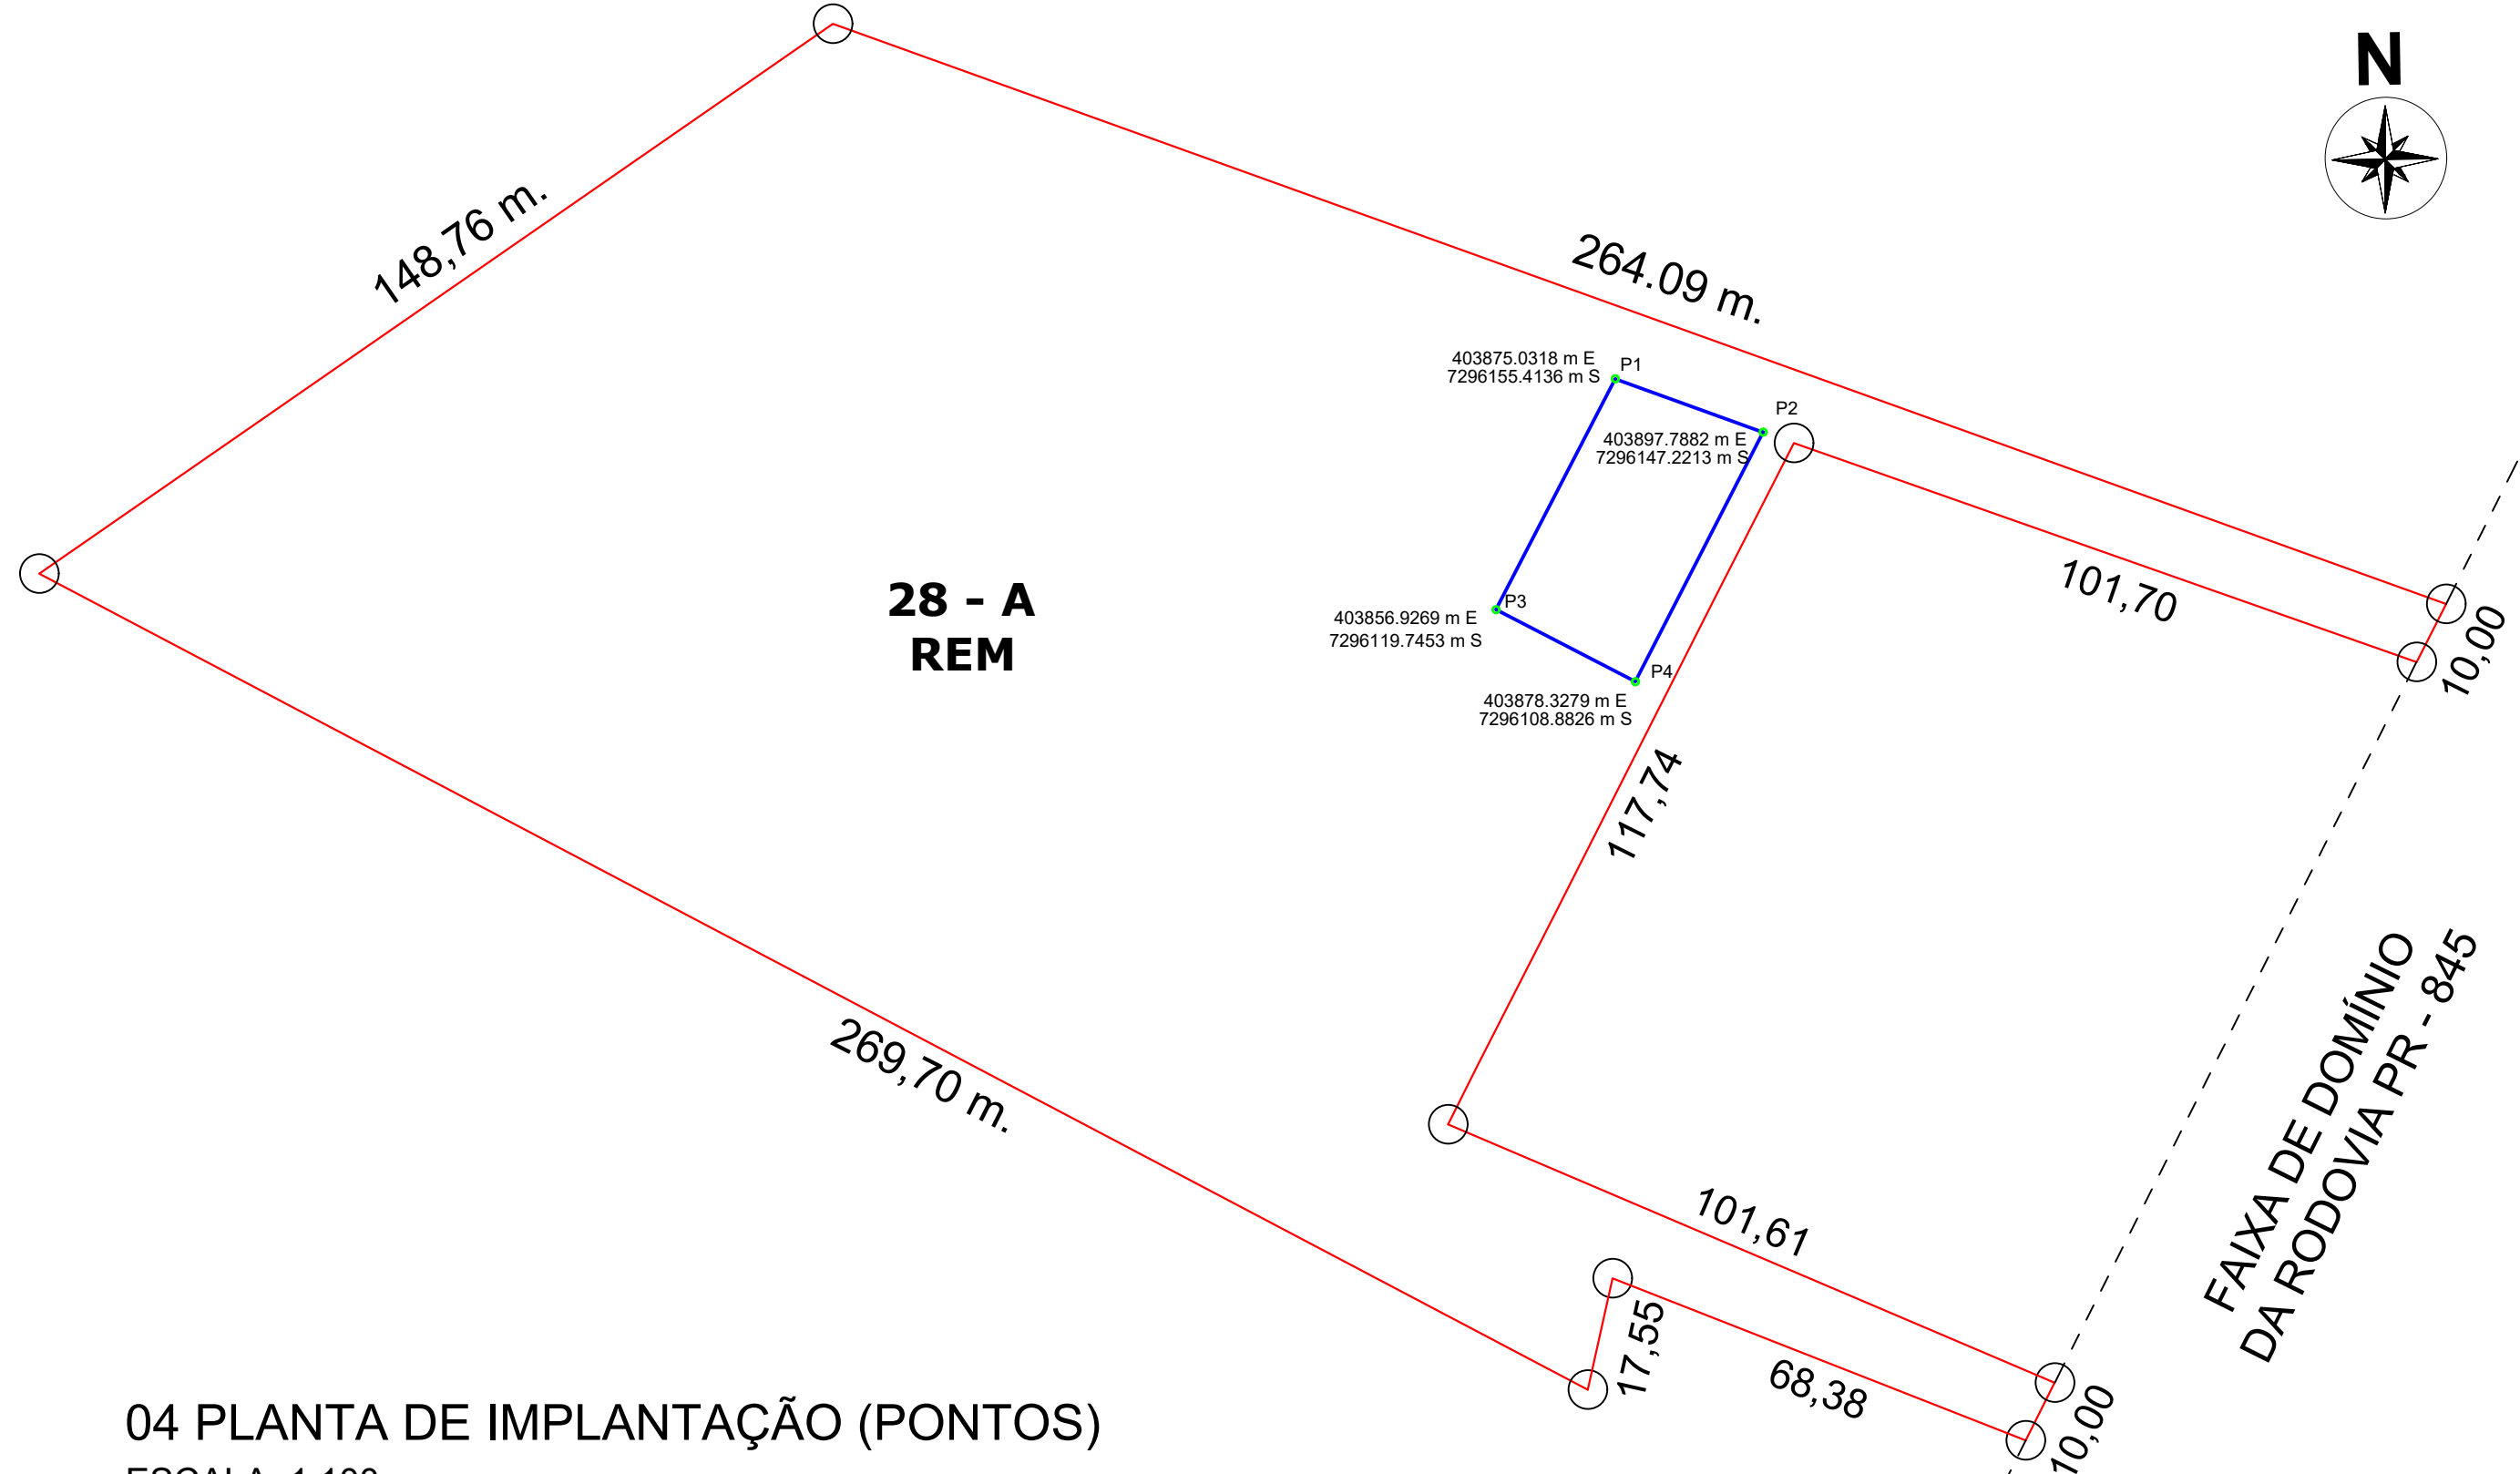 N
148,76 m.
264.09 m.
403875.0318 m E
7296155.4136 m S
P1
P2
403897.7882 m E
7296147.2213 m S
101,70
10,00
28 - A
REM
P3
403856.9269 m E
7296119.7453 m S
P4
403878.3279 m E
7296108.8826 m S
117,74
FAIXA DE DOMÍNIO
DA RODOVIA PR - 845
269,70 m.
101,61
17,55
68,38
10,00
04 PLANTA DE IMPLANTAÇÃO (PONTOS)